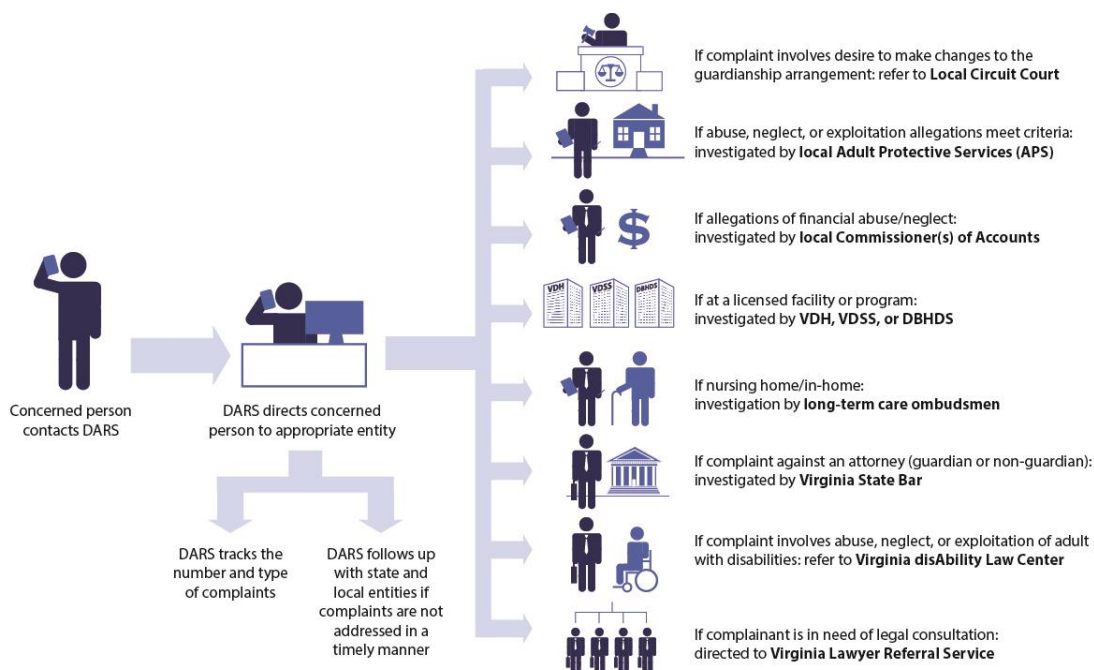 Concerned person
contacts DARS
DARS directs concerned
person to appropriate entity
DARS tracks the
number and type
of complaints
DARS follows up
with state and
local entities if
complaints are not
addressed in a
timely manner
If complaint involves desire to make changes to the
guardianship arrangement: refer to Local Circuit Court
If abuse, neglect, or exploitation allegations meet criteria:
investigated by local Adult Protective Services (APS)
If allegations of financial abuse/neglect:
investigated by local Commissioner(s) of Accounts
$
VDH
VDSS
DBHDS
If at a licensed facility or program:
investigated by VDH, VDSS, or DBHDS
If nursing home/in-home:
investigation by long-term care ombudsmen
If complaint against an attorney (guardian or non-guardian):
investigated by Virginia State Bar
If complaint involves abuse, neglect, or exploitation of adult
with disabilities: refer to Virginia disAbility Law Center
If complainant is in need of legal consultation:
directed to Virginia Lawyer Referral Service